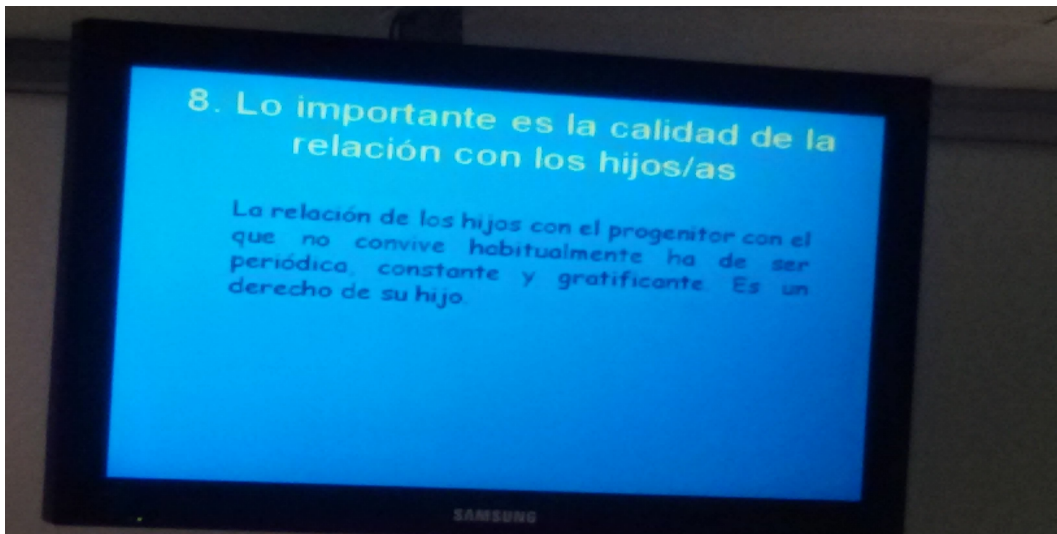 8. Lo importante es la calidad de la
relación con los hijos/as
La relación de los hijos con el progenitor con el
que no convive habitualmente ha de ser
periódica, constante y gratificante. Es un
derecho de su hijo.
SAMSUNG